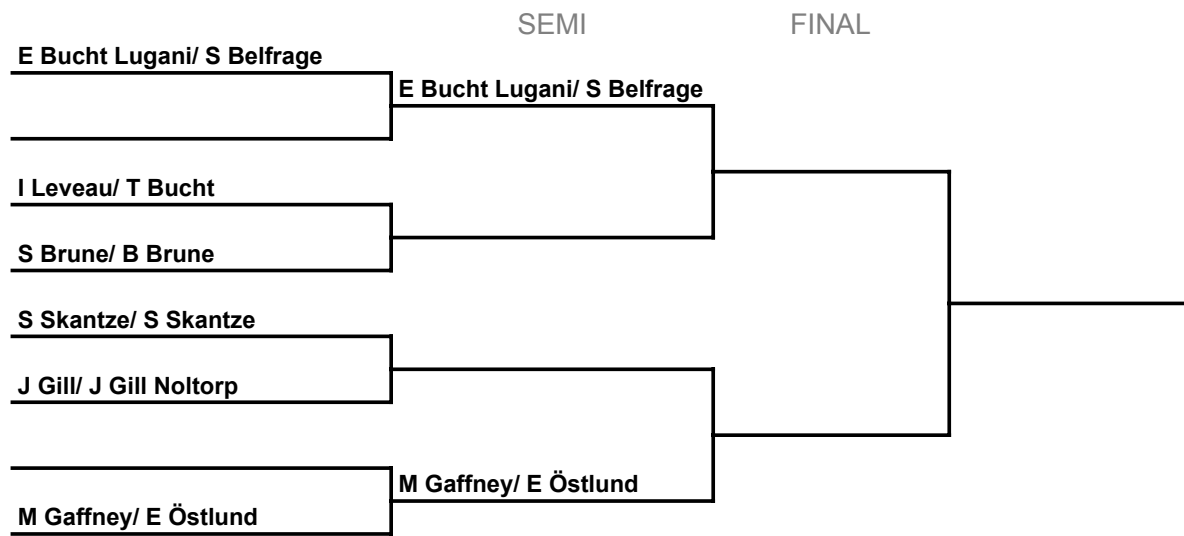 SEMI FINAL
E Bucht Lugani/ S Belfrage
E Bucht Lugani/ S Belfrage
I Leveau/ T Bucht
S Brune/ B Brune
S Skantze/ S Skantze
J Gill/ J Gill Noltorp
M Gaffney/ E Östlund
M Gaffney/ E Östlund